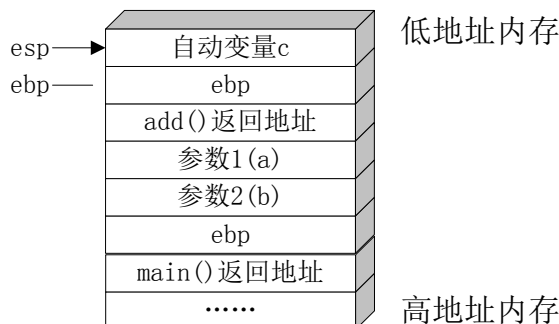 低地址内存
esp
自动变量c
ebp
ebp
add()返回地址
参数1(a)
参数2(b)
ebp
main()返回地址
……
高地址内存